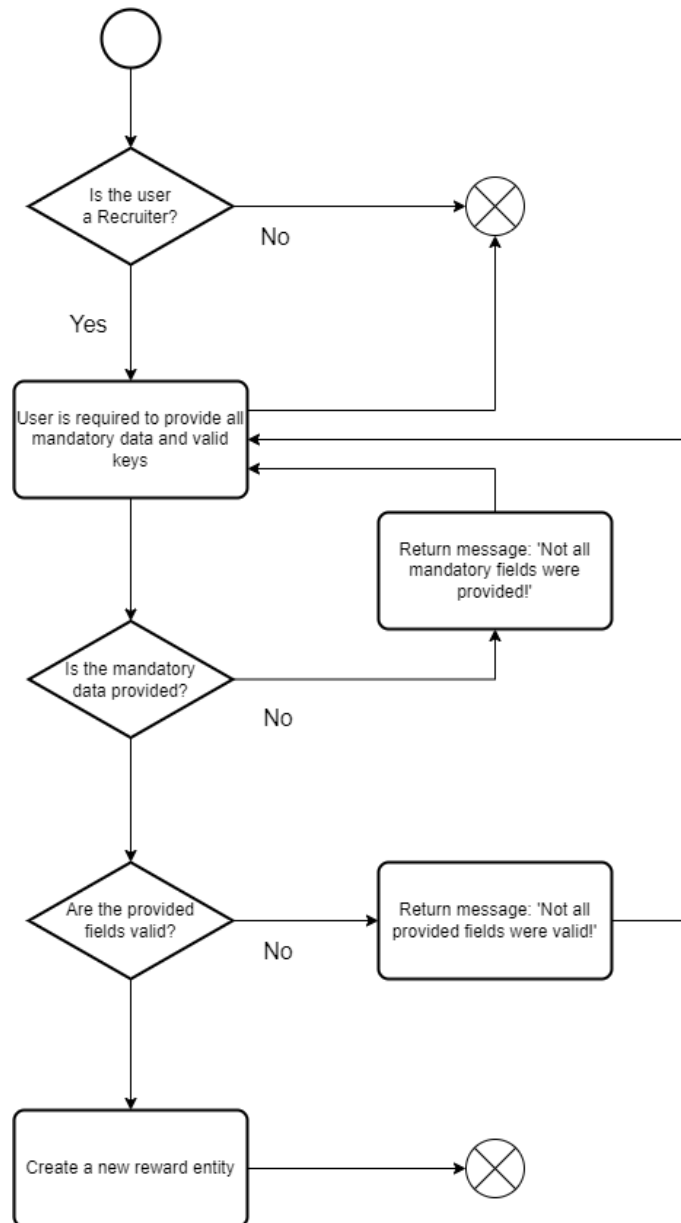 Is the user
a Recruiter?
No
Yes
User is required to provide all
mandatory data and valid
keys
Return message: 'Not all
mandatory fields were
provided!'
Is the mandatory
data provided?
No
Are the provided
fields valid?
No
Return message: 'Not all
provided fields were valid!'
Create a new reward entity